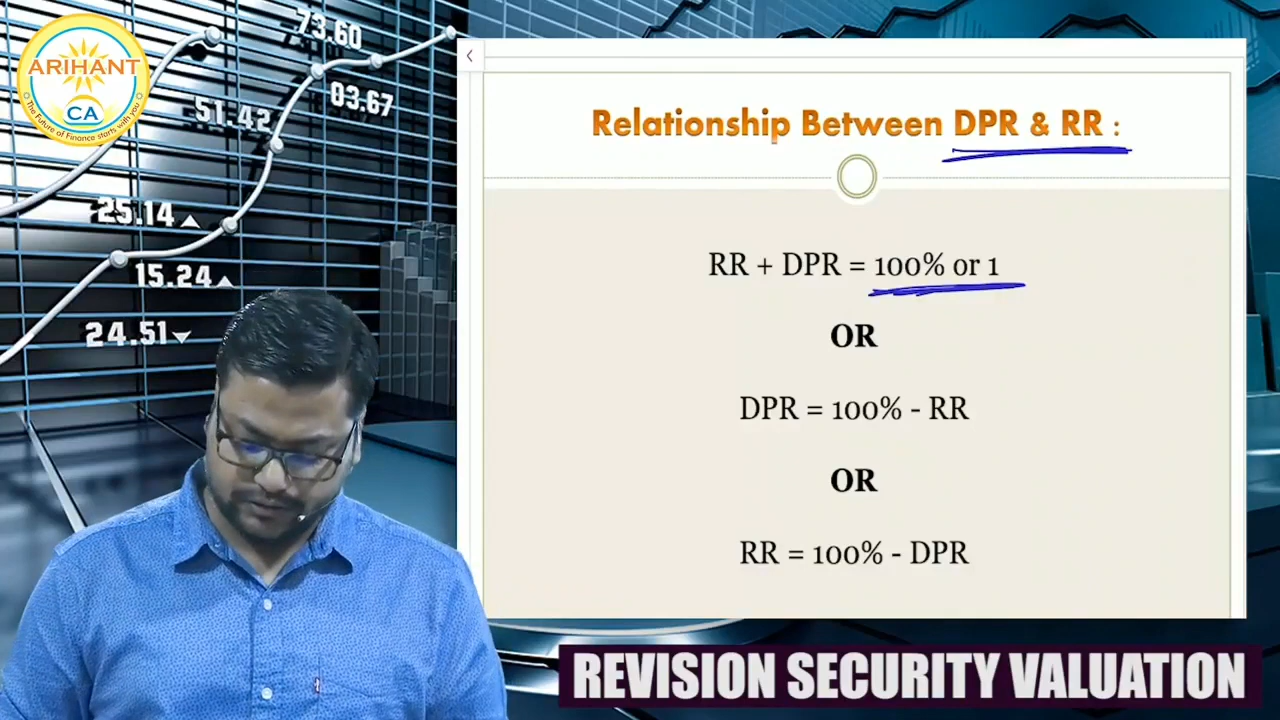 ARIHANT
CA
The Future of Finance starts with you
73.60
51.42
03.67
25.14
15.24
24.51
Relationship Between DPR & RR :
RR + DPR = 100% or 1
OR
DPR = 100% - RR
OR
RR = 100% - DPR
REVISION SECURITY VALUATION